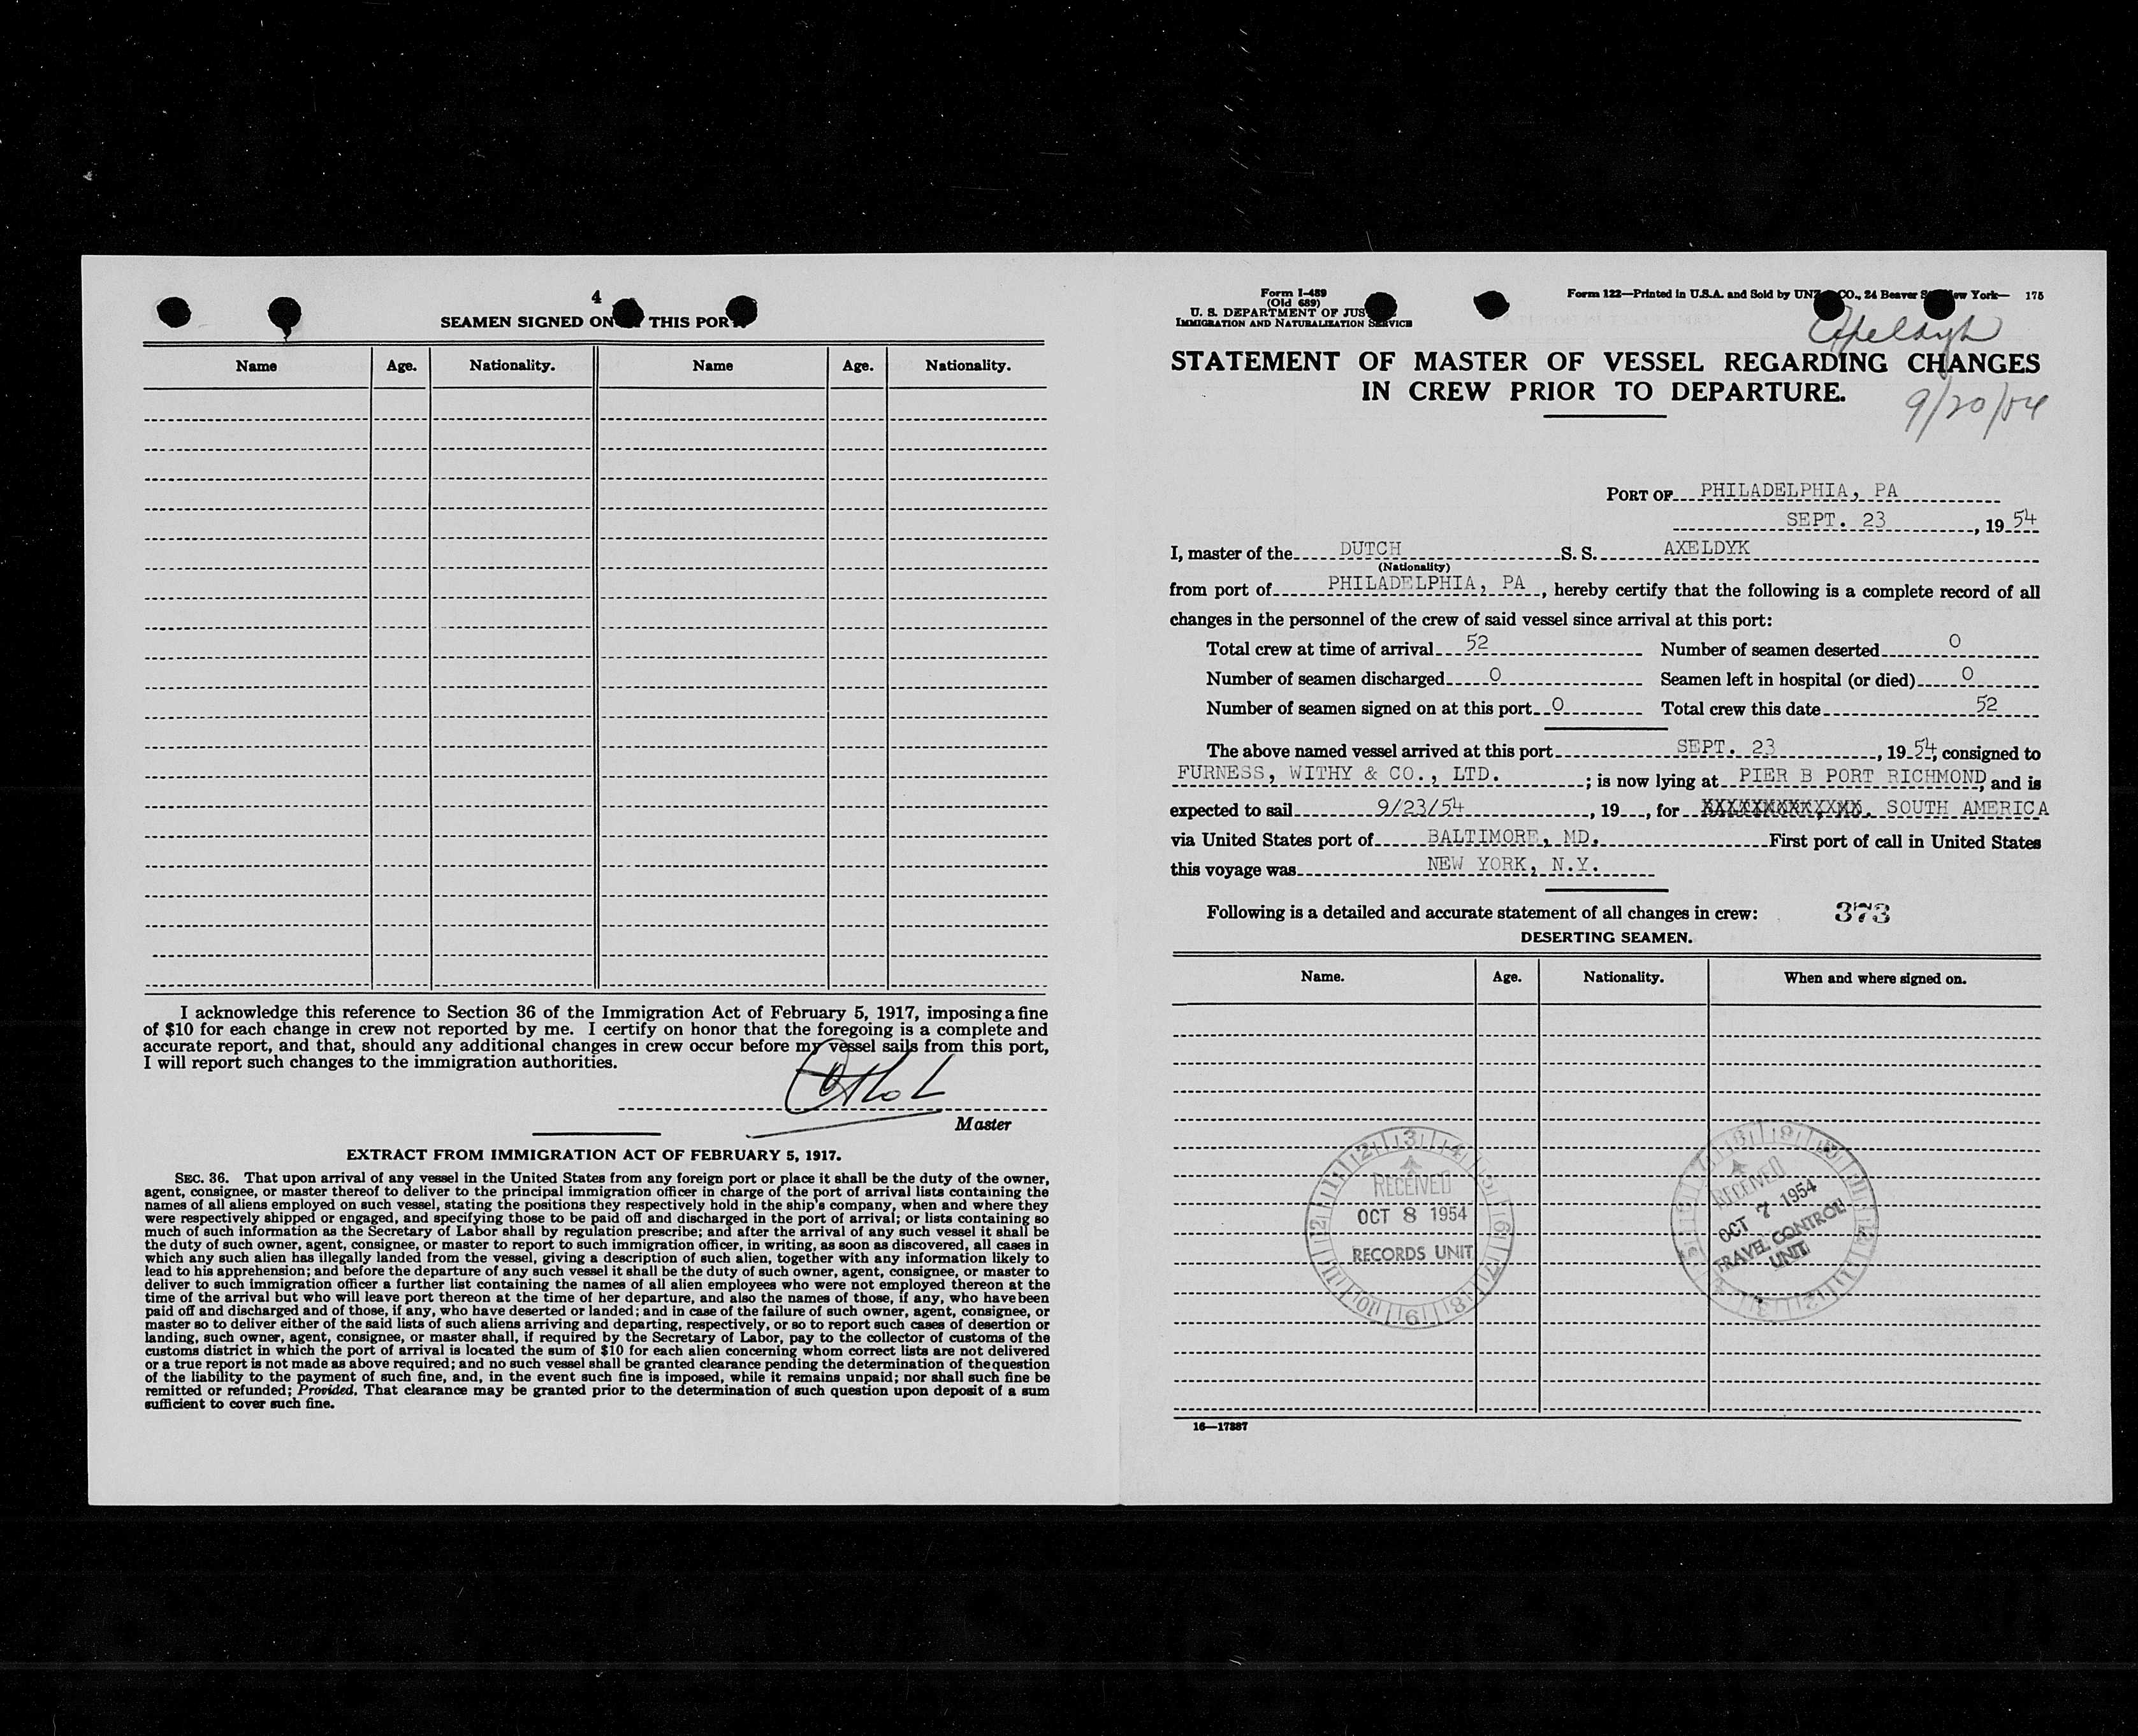 4
SEAMEN SIGNED ON THIS PORT
Name Age. Nationality. Name Age. Nationality.
I acknowledge this reference to Section 36 of the Immigration Act of February 5, 1917, imposing a fine
of $10 for each change in crew not reported by me. I certify on honor that the foregoing is a complete and
accurate report, and that, should any additional changes in crew occur before my vessel sails from this port,
I will report such changes to the immigration authorities.
Master
EXTRACT FROM IMMIGRATION ACT OF FEBRUARY 5, 1917.
SEC. 36. That upon arrival of any vessel in the United States from any foreign port or place it shall be the duty of the owner,
agent, consignee, or master thereof to deliver to the principal immigration officer in charge of the port of arrival lists containing the
names of all aliens employed on such vessel, stating the positions they respectively hold in the ship's company, when and where they
were respectively shipped or engaged, and specifying those to be paid off and discharged in the port of arrival; or lists containing so
much of such information as the Secretary of Labor shall by regulation prescribe; and after the arrival of any such vessel it shall be
the duty of such owner, agent, consignee, or master to report to such immigration officer, in writing, as soon as discovered, all cases in
which any such alien has illegally landed from the vessel, giving a description of such alien, together with any information likely to
lead to his apprehension; and before the departure of any such vessel it shall be the duty of such owner, agent, consignee, or master to
deliver to such immigration officer a further list containing the names of all alien employees who were not employed thereon at the
time of the arrival but who will leave port thereon at the time of her departure, and also the names of those, if any, who have been
paid off and discharged and of those, if any, who have deserted or landed; and in case of the failure of such owner, agent, consignee, or
master so to deliver either of the said lists of such aliens arriving and departing, respectively, or so to report such cases of desertion or
landing, such owner, agent, consignee, or master shall, if required by the Secretary of Labor, pay to the collector of customs of the
customs district in which the port of arrival is located the sum of $10 for each alien concerning whom correct lists are not delivered
or a true report is not made as above required; and no such vessel shall be granted clearance pending the determination of the question
of the liability to the payment of such fine, and, in the event such fine is imposed, while it remains unpaid; nor shall such fine be
remitted or refunded; Provided, That clearance may be granted prior to the determination of such question upon deposit of a sum
sufficient to cover such fine.
Form I-489
(Old 689)
U. S. DEPARTMENT OF JUS
IMMIGRATION AND NATURALIZATION SERVICE
Form 122—Printed in U.S.A. and Sold by UNZ CO., 24 Beaver S ew York— 175
STATEMENT OF MASTER OF VESSEL REGARDING CHANGES
IN CREW PRIOR TO DEPARTURE.
9/20/54
PORT OF PHILADELPHIA, PA
SEPT. 23, 1954
I, master of the DUTCH S. S. AXELDYK
(Nationality)
from port of PHILADELPHIA, PA, hereby certify that the following is a complete record of all
changes in the personnel of the crew of said vessel since arrival at this port:
Total crew at time of arrival 52 Number of seamen deserted 0
Number of seamen discharged 0 Seamen left in hospital (or died) 0
Number of seamen signed on at this port 0 Total crew this date 52
The above named vessel arrived at this port SEPT. 23, 1954, consigned to
FURNESS, WITHY & CO., LTD. ; is now lying at PIER B PORT RICHMOND, and is
expected to sail 9/23/54, 19, for SOUTH AMERICA
via United States port of BALTIMORE, MD. First port of call in United States
this voyage was NEW YORK, N.Y.
Following is a detailed and accurate statement of all changes in crew: 373
DESERTING SEAMEN.
Name. Age. Nationality. When and where signed on.
RECEIVED
OCT 8 1954
RECORDS UNIT
RECEIVED
OCT 7 1954
TRAVEL CONTROL
UNIT
16—17887